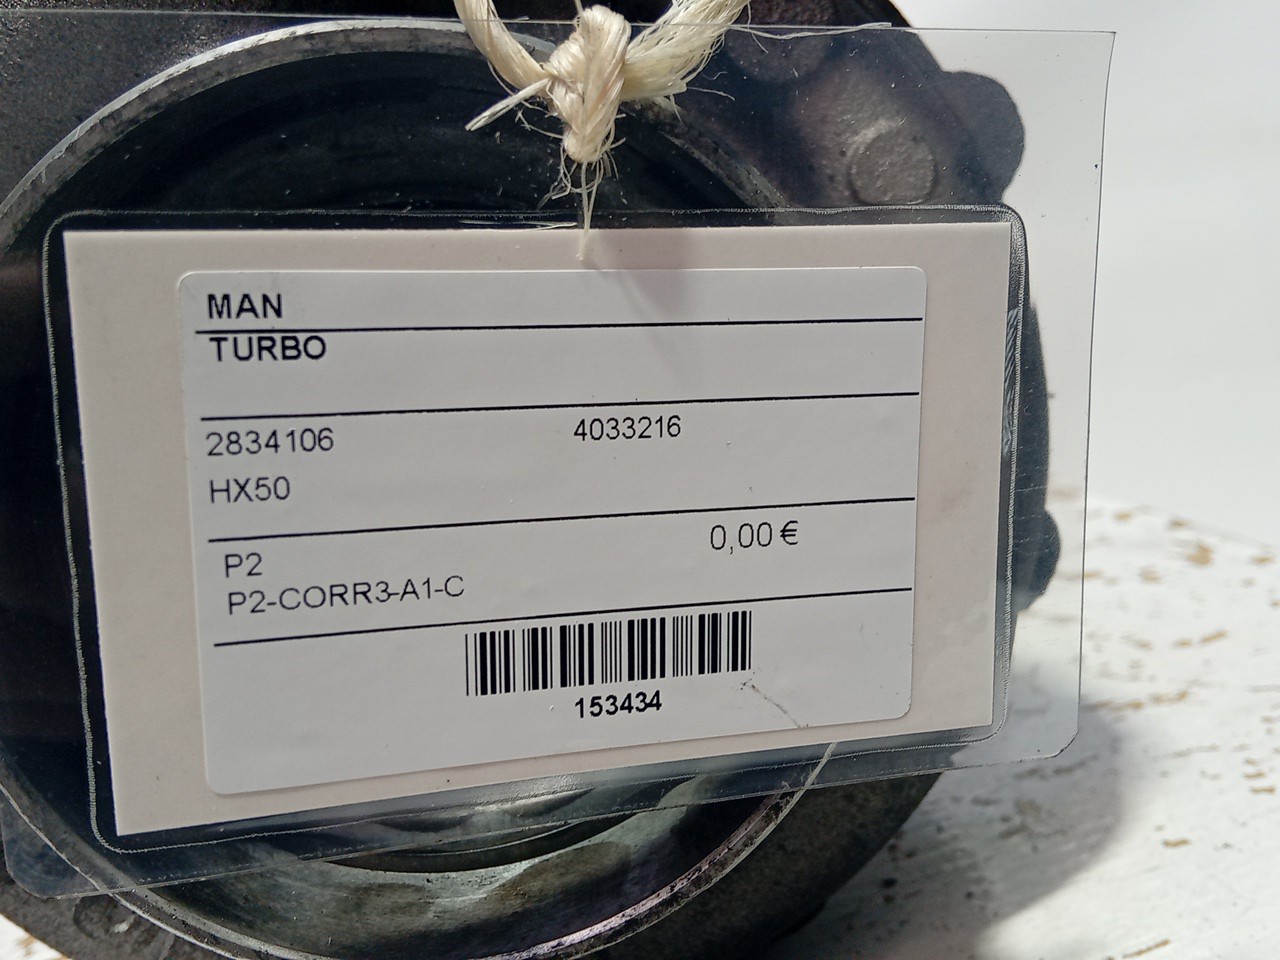 MAN
TURBO
2834106 4033216
HX50
0,00 €
P2
P2-CORR3-A1-C
153434